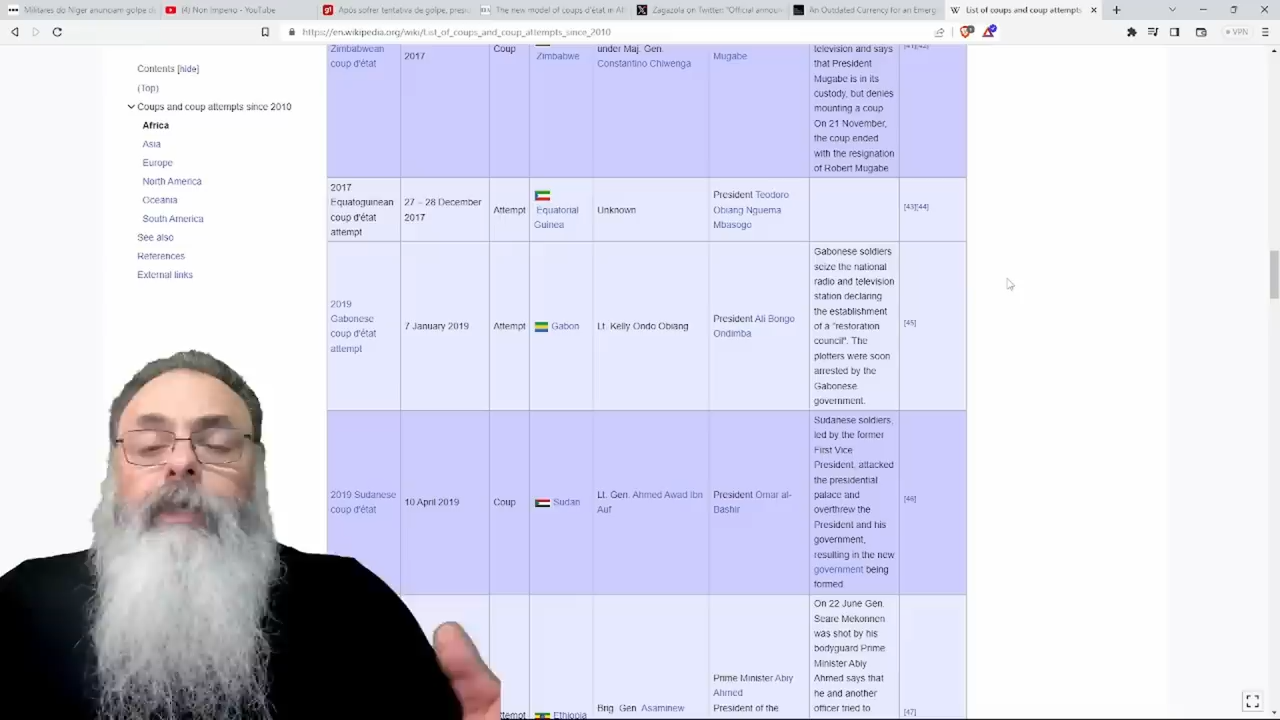 Militares do Niger anunciam golpe d
(4) Non Imperio - YouTube
Após sofrer tentativa de golpe, presi
The new model of coups d'état in Af
Zagazola on Twitter: "Official annou
An Outdated Currency for an Emerg
List of coups and coup attempts
https://en.wikipedia.org/wiki/List_of_coups_and_coup_attempts_since_2010
VPN
Contents [hide]
(Top)
Coups and coup attempts since 2010
Africa
Asia
Europe
North America
Oceania
South America
See also
References
External links
Zimbabwean
coup d'état
2017
Coup
Zimbabwe
under Maj. Gen.
Constantino Chiwenga
Mugabe
television and says
that President
Mugabe is in its
custody, but denies
mounting a coup
On 21 November,
the coup ended
with the resignation
of Robert Mugabe
[41][42]
2017
Equatoguinean
coup d'état
attempt
27 – 28 December
2017
Attempt
Equatorial
Guinea
Unknown
President Teodoro
Obiang Nguema
Mbasogo
[43][44]
2019
Gabonese
coup d'état
attempt
7 January 2019
Attempt
Gabon
Lt. Kelly Ondo Obiang
President Ali Bongo
Ondimba
Gabonese soldiers
seize the national
radio and television
station declaring
the establishment
of a "restoration
council". The
plotters were soon
arrested by the
Gabonese
government.
[45]
2019 Sudanese
coup d'état
10 April 2019
Coup
Sudan
Lt. Gen. Ahmed Awad Ibn
Auf
President Omar al-
Bashir
Sudanese soldiers,
led by the former
First Vice
President, attacked
the presidential
palace and
overthrew the
President and his
government,
resulting in the new
government being
formed
[46]
ttempt
Ethiopia
Brig. Gen. Asaminew
Prime Minister Abiy
Ahmed
President of the
On 22 June Gen.
Seare Mekonnen
was shot by his
bodyguard Prime
Minister Abiy
Ahmed says that
he and another
officer tried to
[47]